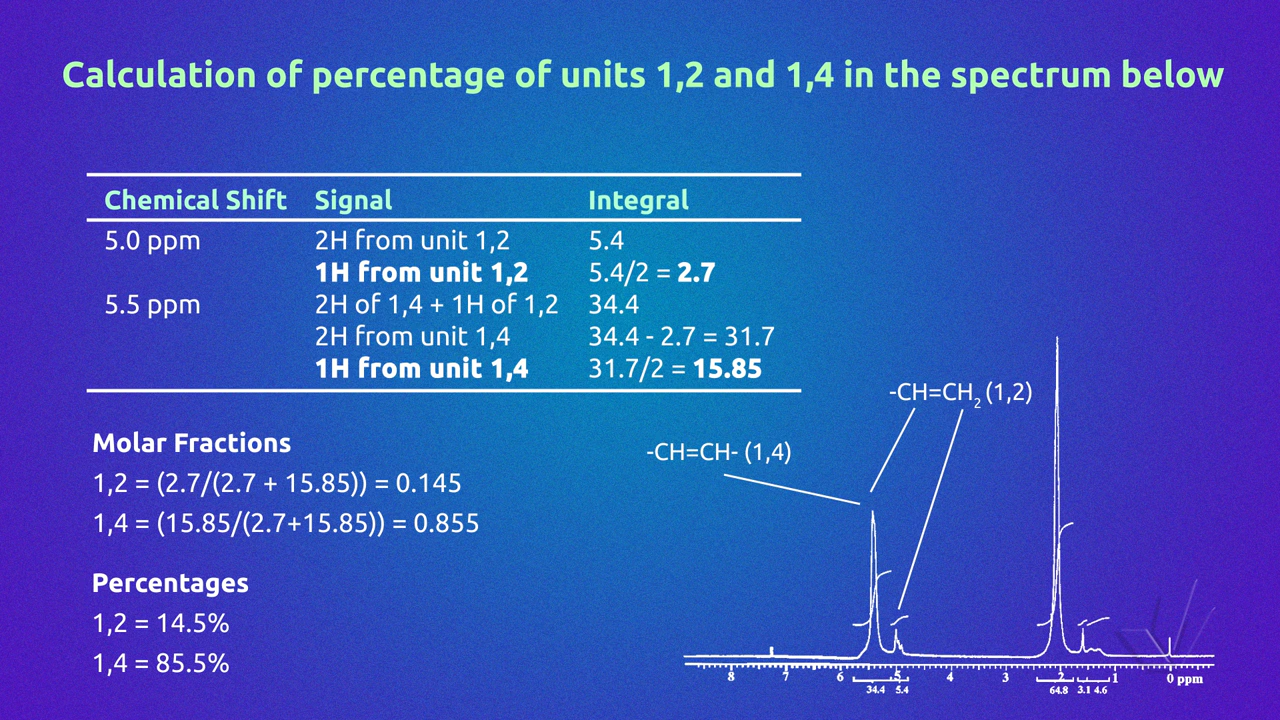 Calculation of percentage of units 1,2 and 1,4 in the spectrum below
Chemical Shift Signal Integral
5.0 ppm 2H from unit 1,2 5.4
1H from unit 1,2 5.4/2 = 2.7
5.5 ppm 2H of 1,4 + 1H of 1,2 34.4
2H from unit 1,4 34.4 - 2.7 = 31.7
1H from unit 1,4 31.7/2 = 15.85
Molar Fractions
1,2 = (2.7/(2.7 + 15.85)) = 0.145
1,4 = (15.85/(2.7+15.85)) = 0.855
Percentages
1,2 = 14.5%
1,4 = 85.5%
-CH=CH2 (1,2)
-CH=CH- (1,4)
8 7 6 5 4 3 2 1 0 ppm
34.4 5.4 64.8 3.1 4.6